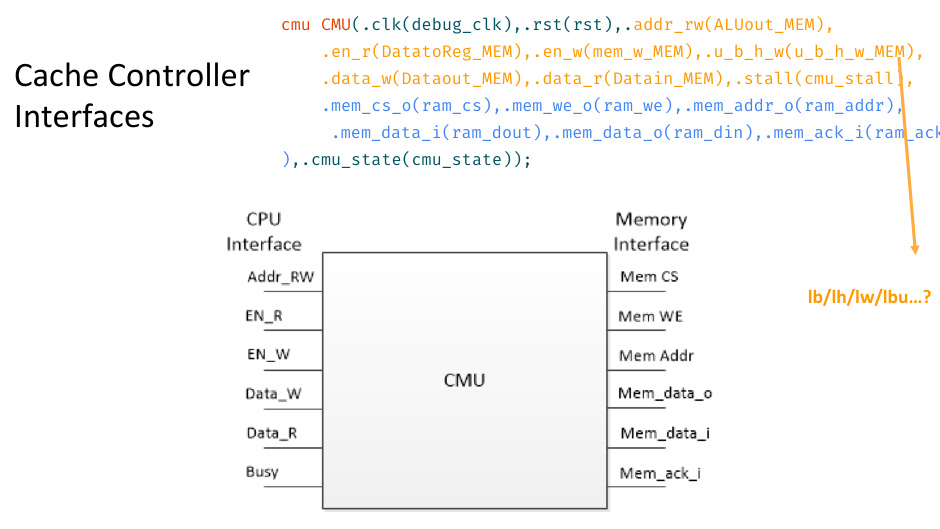 Cache Controller
Interfaces
cmu CMU(.clk(debug_clk),.rst(rst),.addr_rw(ALUout_MEM),
.en_r(DatatoReg_MEM),.en_w(mem_w_MEM),.u_b_h_w(u_b_h_w_MEM),
.data_w(Dataout_MEM),.data_r(Datain_MEM),.stall(cmu_stall),
.mem_cs_o(ram_cs),.mem_we_o(ram_we),.mem_addr_o(ram_addr),
.mem_data_i(ram_dout),.mem_data_o(ram_din),.mem_ack_i(ram_ack
),.cmu_state(cmu_state));
CPU
Interface
Addr_RW
EN_R
EN_W
Data_W
Data_R
Busy
CMU
Memory
Interface
Mem CS
Mem WE
Mem Addr
Mem_data_o
Mem_data_i
Mem_ack_i
lb/lh/lw/lbu...?